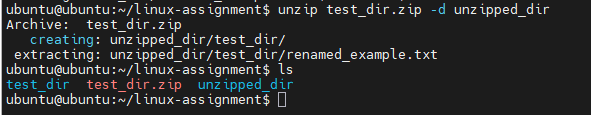 ubuntu@ubuntu:~/linux-assignment$ unzip test_dir.zip -d unzipped_dir
Archive:  test_dir.zip
   creating: unzipped_dir/test_dir/
 extracting: unzipped_dir/test_dir/renamed_example.txt
ubuntu@ubuntu:~/linux-assignment$ ls
test_dir  test_dir.zip  unzipped_dir
ubuntu@ubuntu:~/linux-assignment$